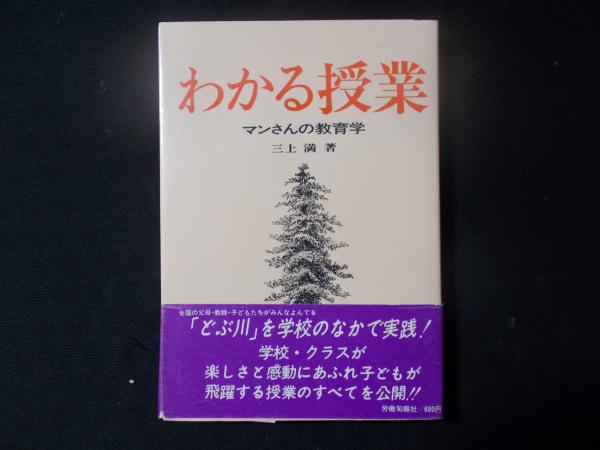 わかる授業
マンさんの教育学
三上 満 著
全国の父母・教師・子どもたちがみんなよんでる
「どぶ川」を学校のなかで実践!
学校・クラスが
楽しさと感動にあふれ子どもが
飛躍する授業のすべてを公開!!
労働旬報社/680円